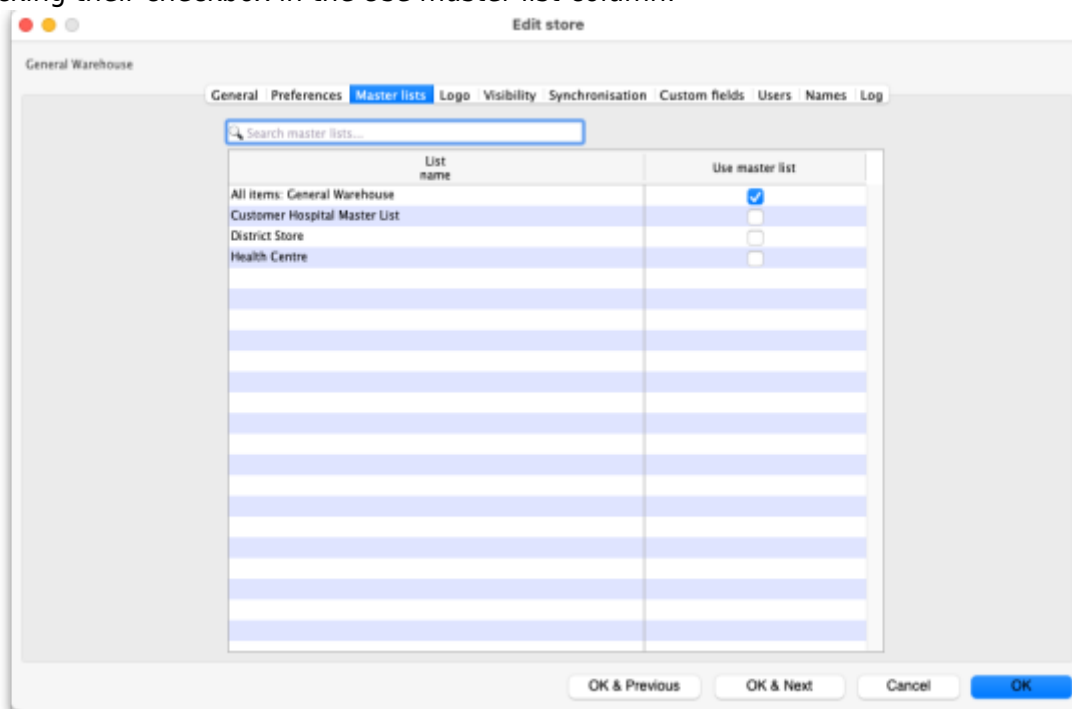 Edit store
General Warehouse
General Preferences Master lists Logo Visibility Synchronisation Custom fields Users Names Log
Search master lists...
List name
Use master list
All items: General Warehouse
Customer Hospital Master List
District Store
Health Centre
OK & Previous OK & Next Cancel OK